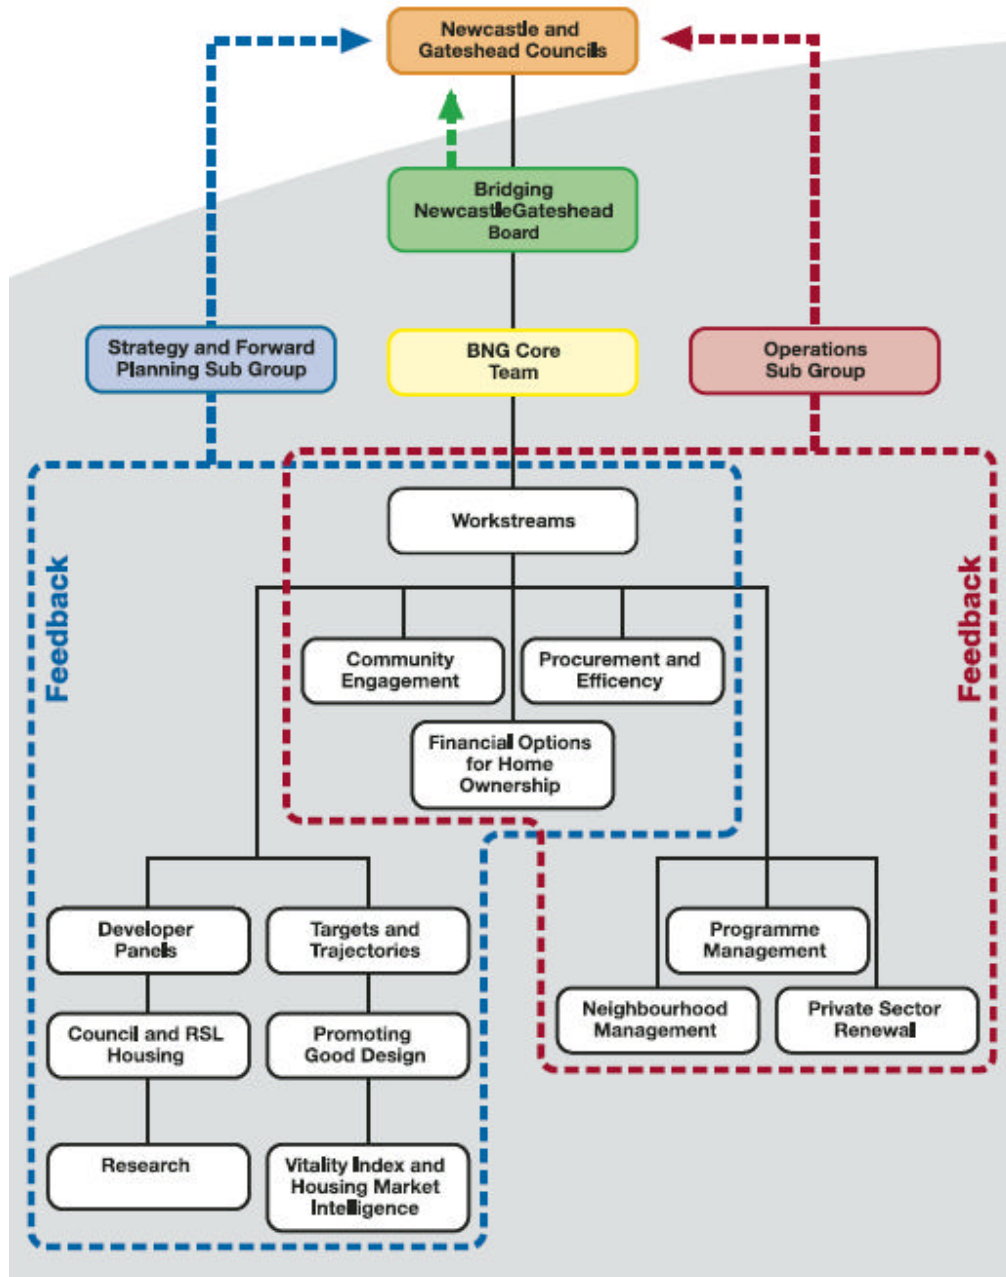 Newcastle and
Gateshead Councils
Bridging
NewcastleGateshead
Board
Strategy and Forward
Planning Sub Group
BNG Core
Team
Operations
Sub Group
Workstreams
Feedback
Feedback
Community
Engagement
Procurement and
Efficency
Financial Options
for Home
Ownership
Developer
Panels
Targets and
Trajectories
Programme
Management
Council and RSL
Housing
Promoting
Good Design
Neighbourhood
Management
Private Sector
Renewal
Research
Vitality Index and
Housing Market
Intelligence